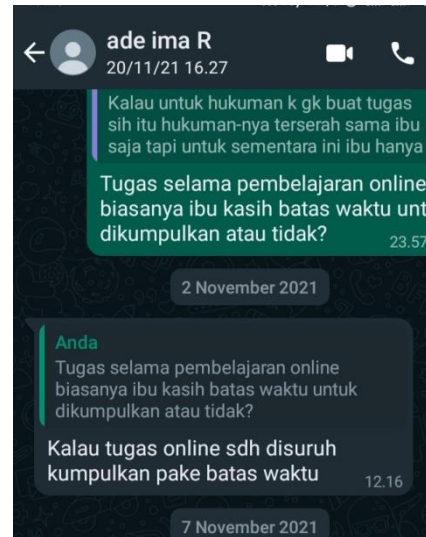 ade ima R
20/11/21 16.27
Kalau untuk hukuman k gk buat tugas
sih itu hukuman-nya terserah sama ibu
saja tapi untuk sementara ini ibu hanya
Tugas selama pembelajaran online
biasanya ibu kasih batas waktu unt
dikumpulkan atau tidak?
23.57
2 November 2021
Anda
Tugas selama pembelajaran online
biasanya ibu kasih batas waktu untuk
dikumpulkan atau tidak?
Kalau tugas online sdh disuruh
kumpulkan pake batas waktu
12.16
7 November 2021